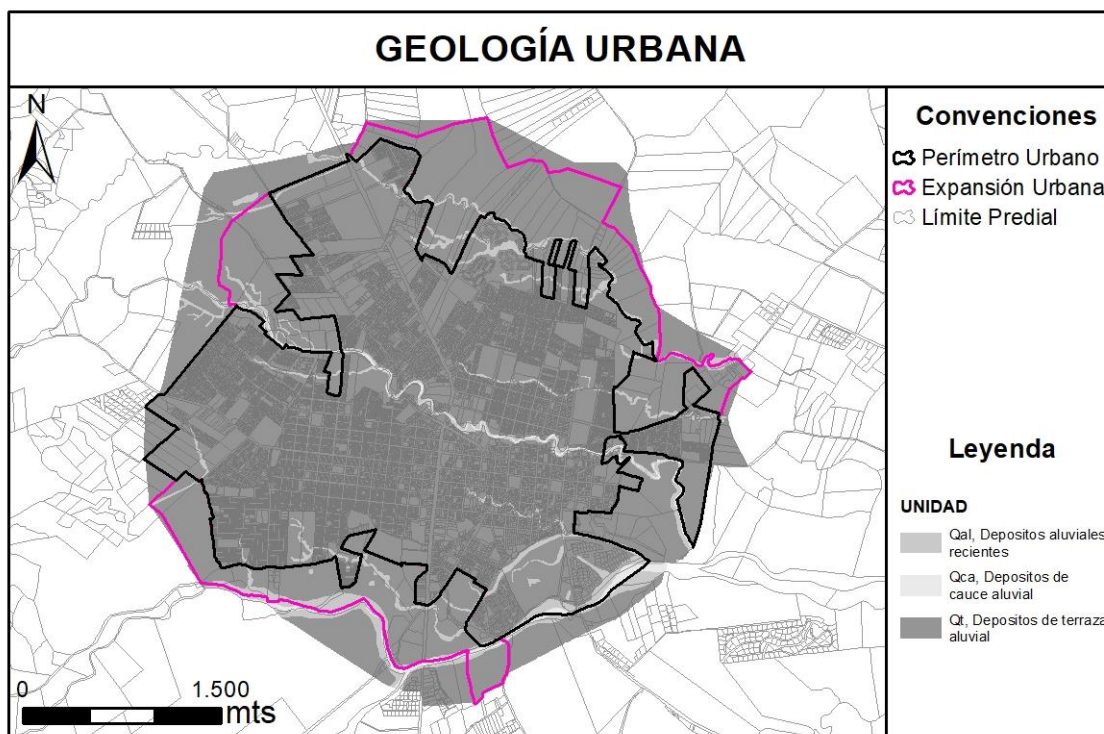 GEOLOGÍA URBANA
N
0
1.500
mts
Convenciones
Perímetro Urbano
Expansión Urbana
Límite Predial
Leyenda
UNIDAD
Qal, Depositos aluviales
recientes
Qca, Depositos de
cauce aluvial
Qt, Depositos de terraza
aluvial